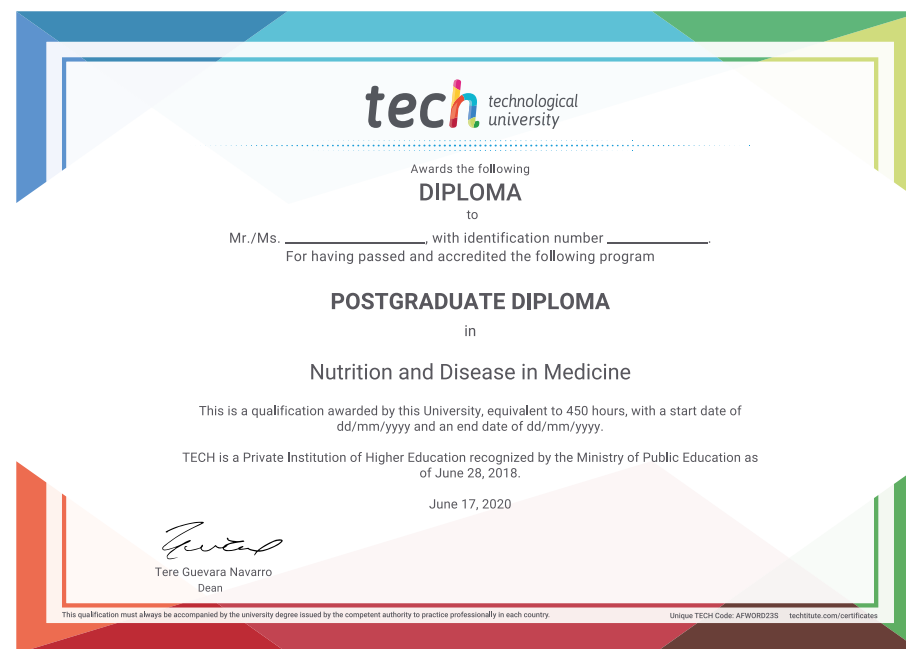 tech technological
university
Awards the following
DIPLOMA
to
Mr./Ms. ____________________, with identification number ______________.
For having passed and accredited the following program
POSTGRADUATE DIPLOMA
in
Nutrition and Disease in Medicine
This is a qualification awarded by this University, equivalent to 450 hours, with a start date of
dd/mm/yyyy and an end date of dd/mm/yyyy.
TECH is a Private Institution of Higher Education recognized by the Ministry of Public Education as
of June 28, 2018.
June 17, 2020
Tere Guevara Navarro
Dean
This qualification must always be accompanied by the university degree issued by the competent authority to practice professionally in each country.
Unique TECH Code: AFWORD23S techtitute.com/certificates